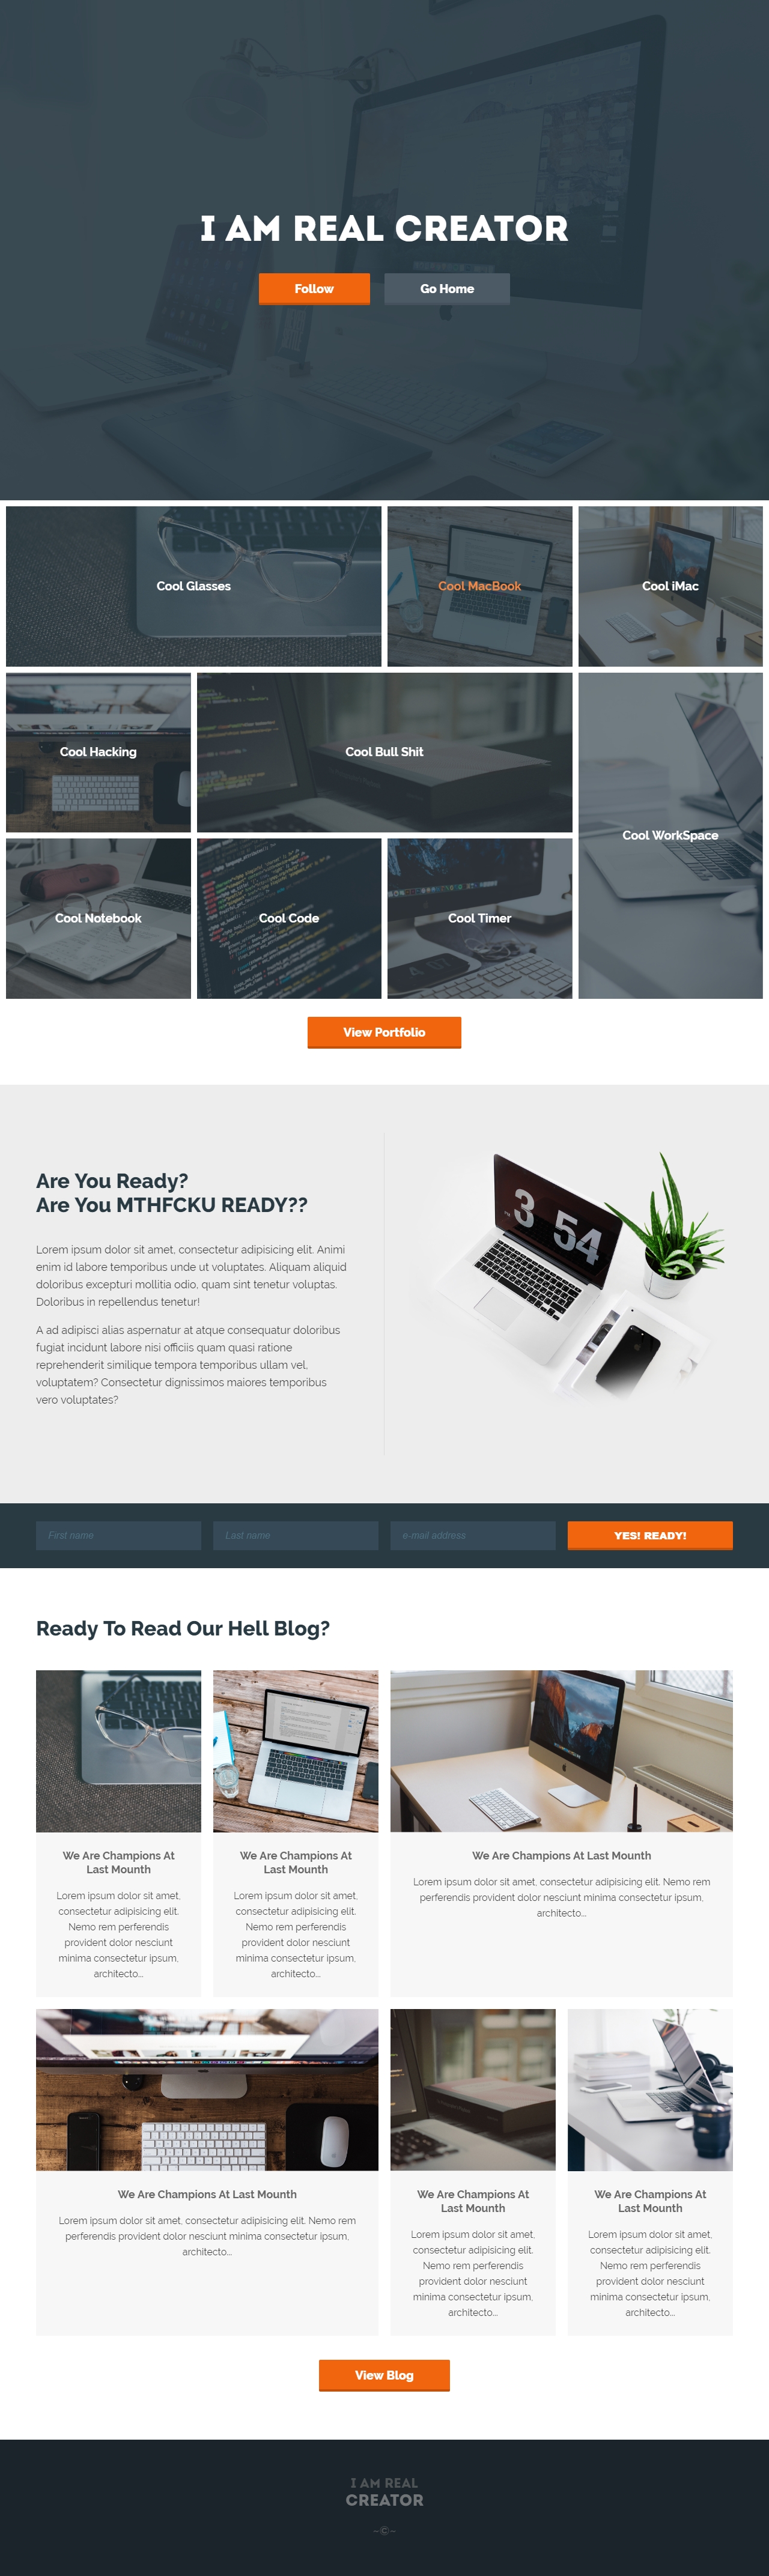 I AM REAL CREATOR
Follow
Go Home
Cool Glasses
Cool MacBook
Cool iMac
Cool Hacking
Cool Bull Shit
Cool WorkSpace
Cool Notebook
Cool Code
Cool Timer
View Portfolio
Are You Ready?
Are You MTHFCKU READY??
Lorem ipsum dolor sit amet, consectetur adipisicing elit. Animi
enim id labore temporibus unde ut voluptates. Aliquam aliquid
doloribus excepturi mollitia odio, quam sint tenetur voluptas.
Doloribus in repellendus tenetur!
A ad adipisci alias aspernatur at atque consequatur doloribus
fugiat incidunt labore nisi officiis quam quasi ratione
reprehenderit similique tempora temporibus ullam vel,
voluptatem? Consectetur dignissimos maiores temporibus
vero voluptates?
3 54
First name
Last name
e-mail address
YES! READY!
Ready To Read Our Hell Blog?
We Are Champions At
Last Mounth
Lorem ipsum dolor sit amet,
consectetur adipisicing elit.
Nemo rem perferendis
provident dolor nesciunt
minima consectetur ipsum,
architecto...
We Are Champions At
Last Mounth
Lorem ipsum dolor sit amet,
consectetur adipisicing elit.
Nemo rem perferendis
provident dolor nesciunt
minima consectetur ipsum,
architecto...
We Are Champions At Last Mounth
Lorem ipsum dolor sit amet, consectetur adipisicing elit. Nemo rem
perferendis provident dolor nesciunt minima consectetur ipsum,
architecto...
We Are Champions At Last Mounth
Lorem ipsum dolor sit amet, consectetur adipisicing elit. Nemo rem
perferendis provident dolor nesciunt minima consectetur ipsum,
architecto...
We Are Champions At
Last Mounth
Lorem ipsum dolor sit amet,
consectetur adipisicing elit.
Nemo rem perferendis
provident dolor nesciunt
minima consectetur ipsum,
architecto...
We Are Champions At
Last Mounth
Lorem ipsum dolor sit amet,
consectetur adipisicing elit.
Nemo rem perferendis
provident dolor nesciunt
minima consectetur ipsum,
architecto...
View Blog
I AM REAL
CREATOR
~©~